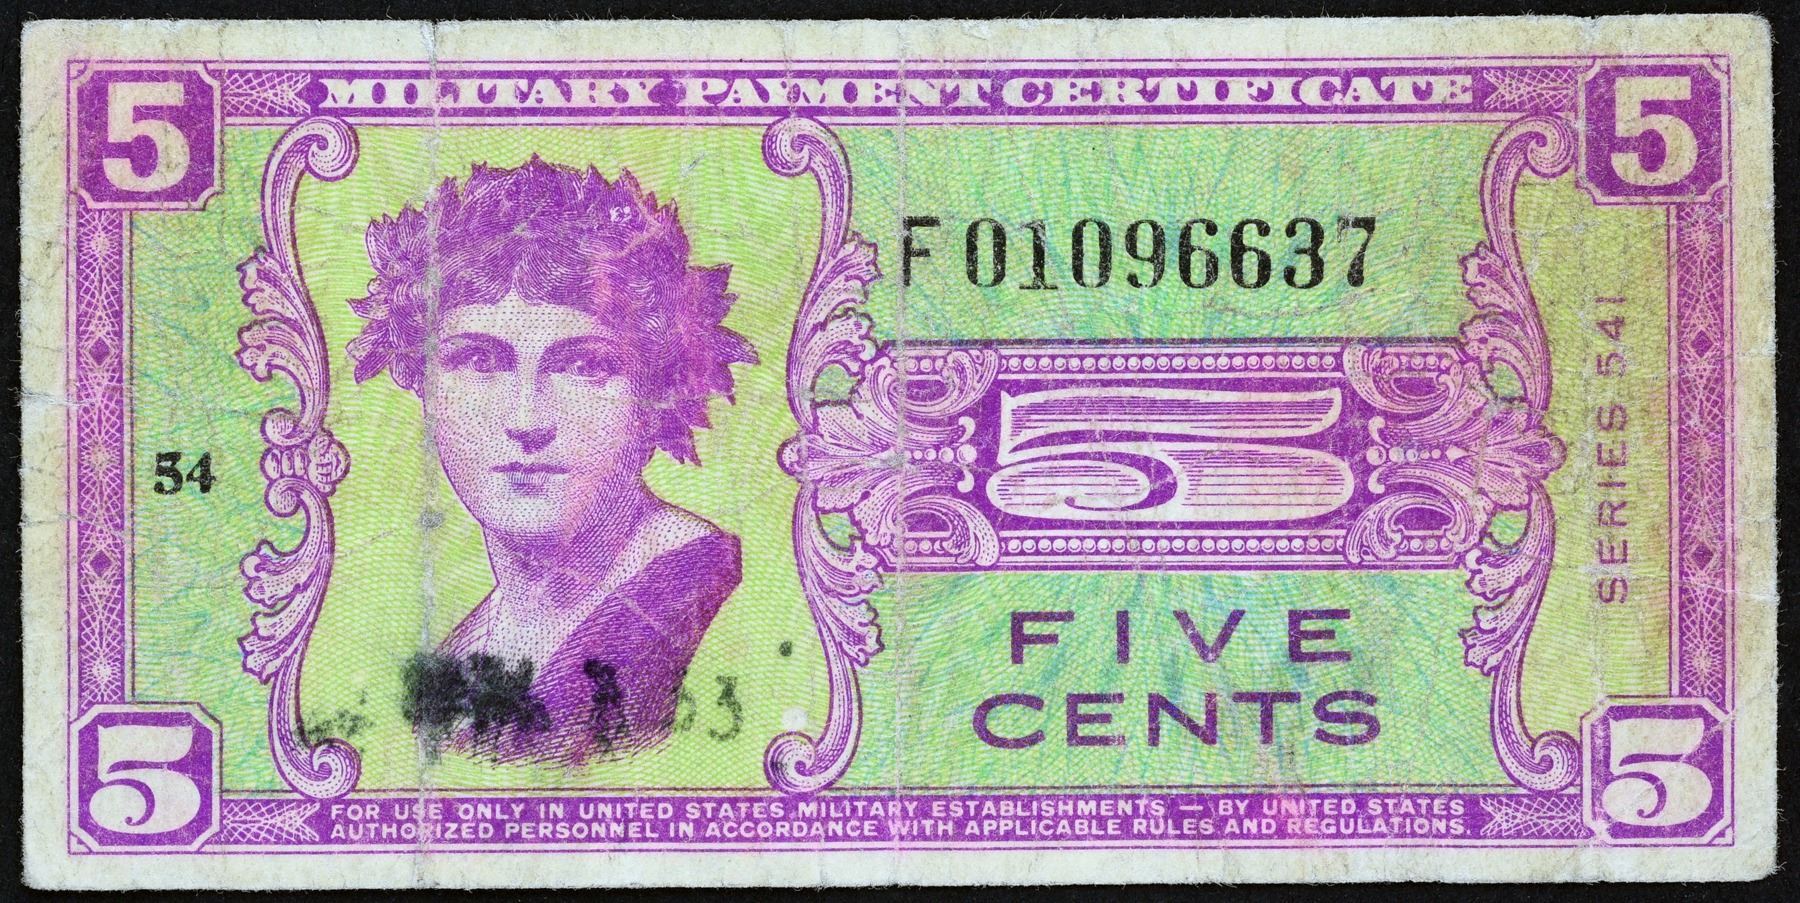 5 MILITARY PAYMENT CERTIFICATE 5
F01096637
SERIES 541
54
5
FIVE
CENTS
5 FOR USE ONLY IN UNITED STATES MILITARY ESTABLISHMENTS — BY UNITED STATES
AUTHORIZED PERSONNEL IN ACCORDANCE WITH APPLICABLE RULES AND REGULATIONS. 5